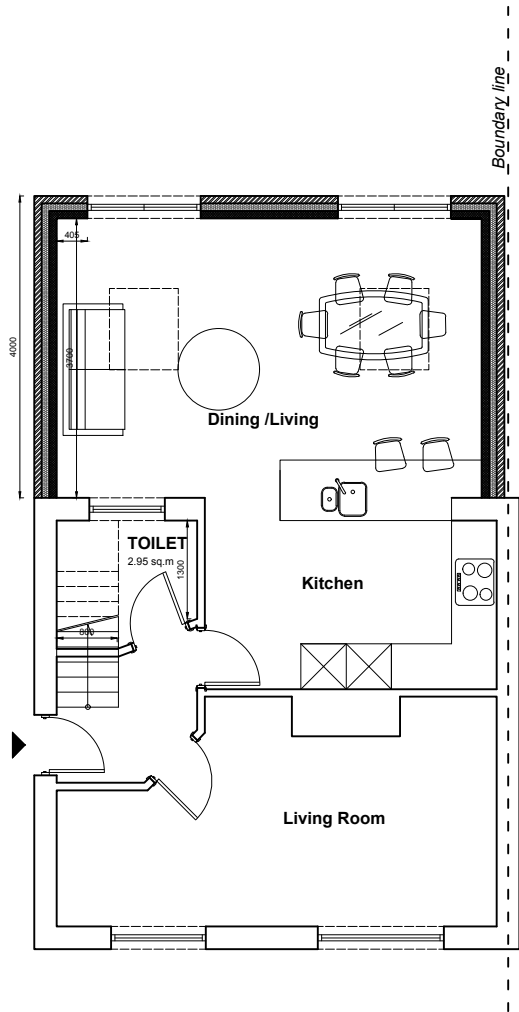 Boundary line
405
4000
3700
Dining /Living
TOILET
2.95 sq.m
1300
Kitchen
800
Living Room